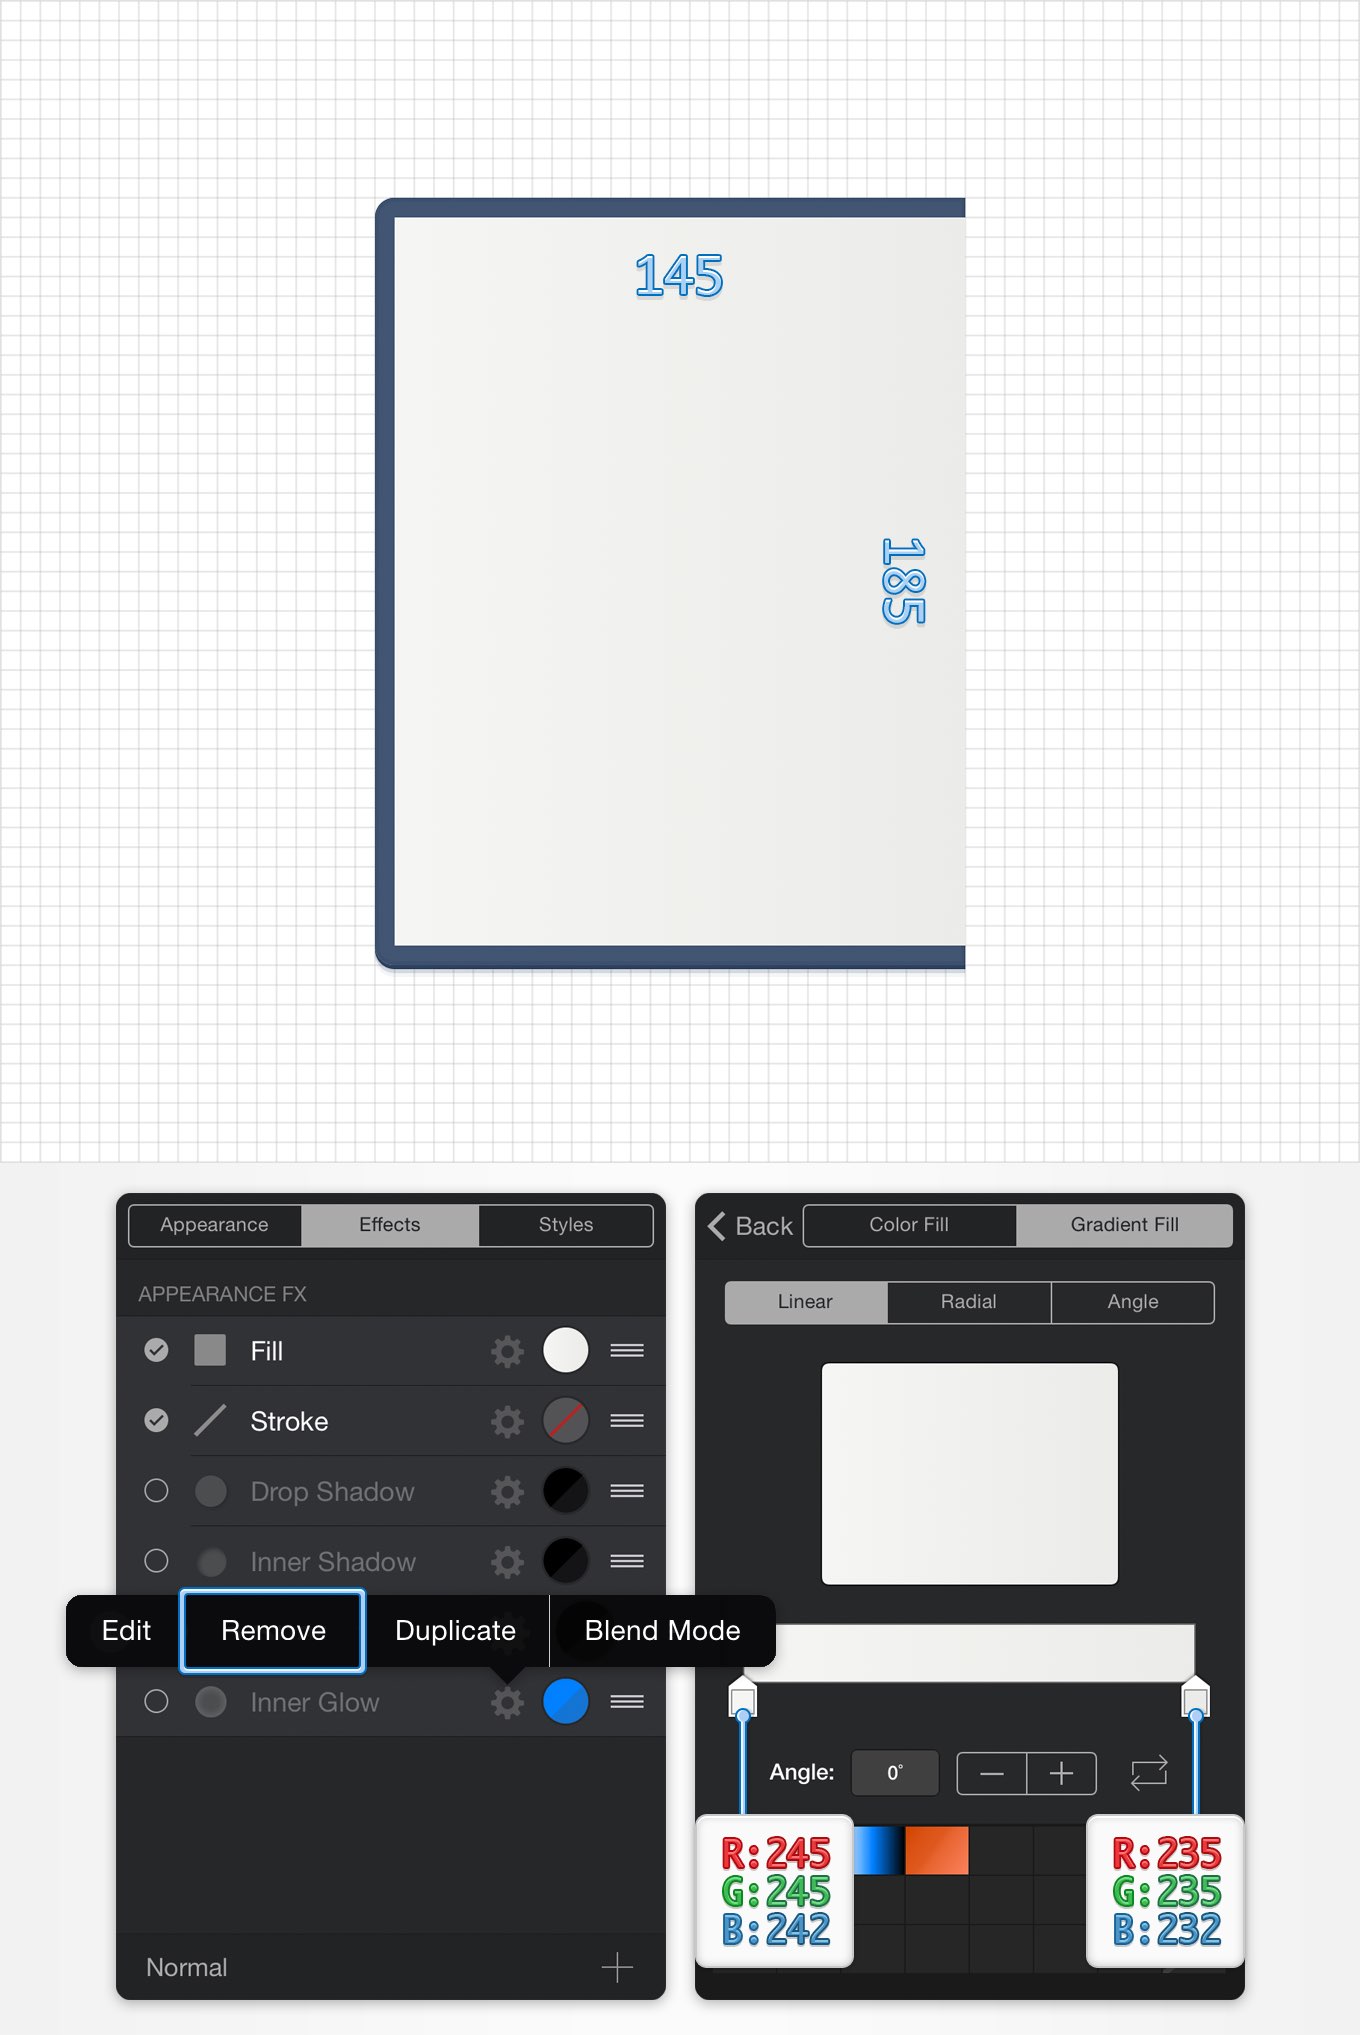 145
185
Appearance Effects Styles
APPEARANCE FX
Fill
Stroke
Drop Shadow
Inner Shadow
Edit Remove Duplicate Blend Mode
Inner Glow
Normal
Back Color Fill Gradient Fill
Linear Radial Angle
Angle: 0°
R:245
G:245
B:242
R:235
G:235
B:232